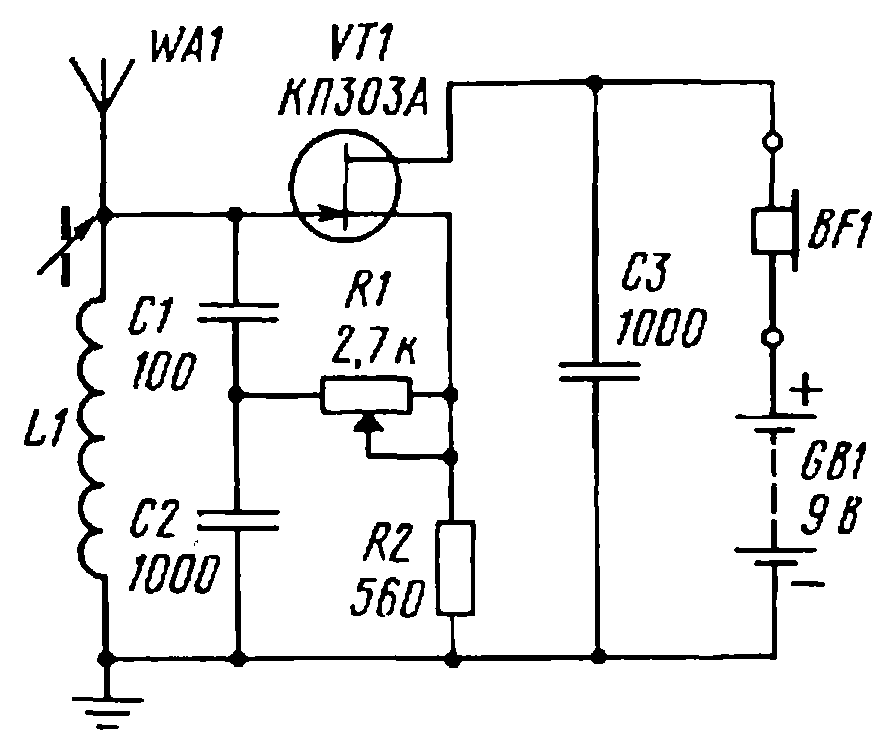 WA1
VT1
КП303А
C1
100
R1
2,7 к
C3
1000
BF1
L1
C2
1000
R2
560
+
GB1
9 В
−